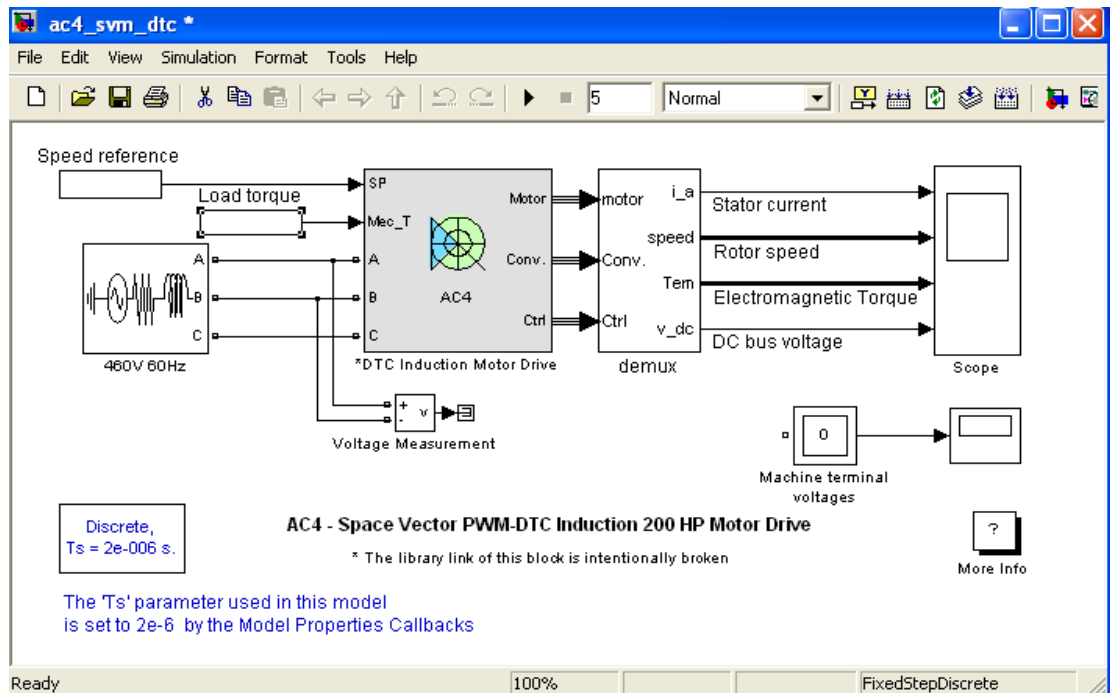 ac4_svm_dtc *
File Edit View Simulation Format Tools Help
5 Normal
Speed reference
Load torque
SP
Mec_T
A
B
C
Motor
Conv.
Ctrl
AC4
*DTC Induction Motor Drive
A
B
C
460V 60Hz
motor
Conv.
Ctrl
i_a
speed
Tem
v_dc
demux
Stator current
Rotor speed
Electromagnetic Torque
DC bus voltage
Scope
+
-
v
Voltage Measurement
0
Machine terminal
voltages
Discrete,
Ts = 2e-006 s.
AC4 - Space Vector PWM-DTC Induction 200 HP Motor Drive
* The library link of this block is intentionally broken
?
More Info
The 'Ts' parameter used in this model
is set to 2e-6 by the Model Properties Callbacks
Ready 100% FixedStepDiscrete